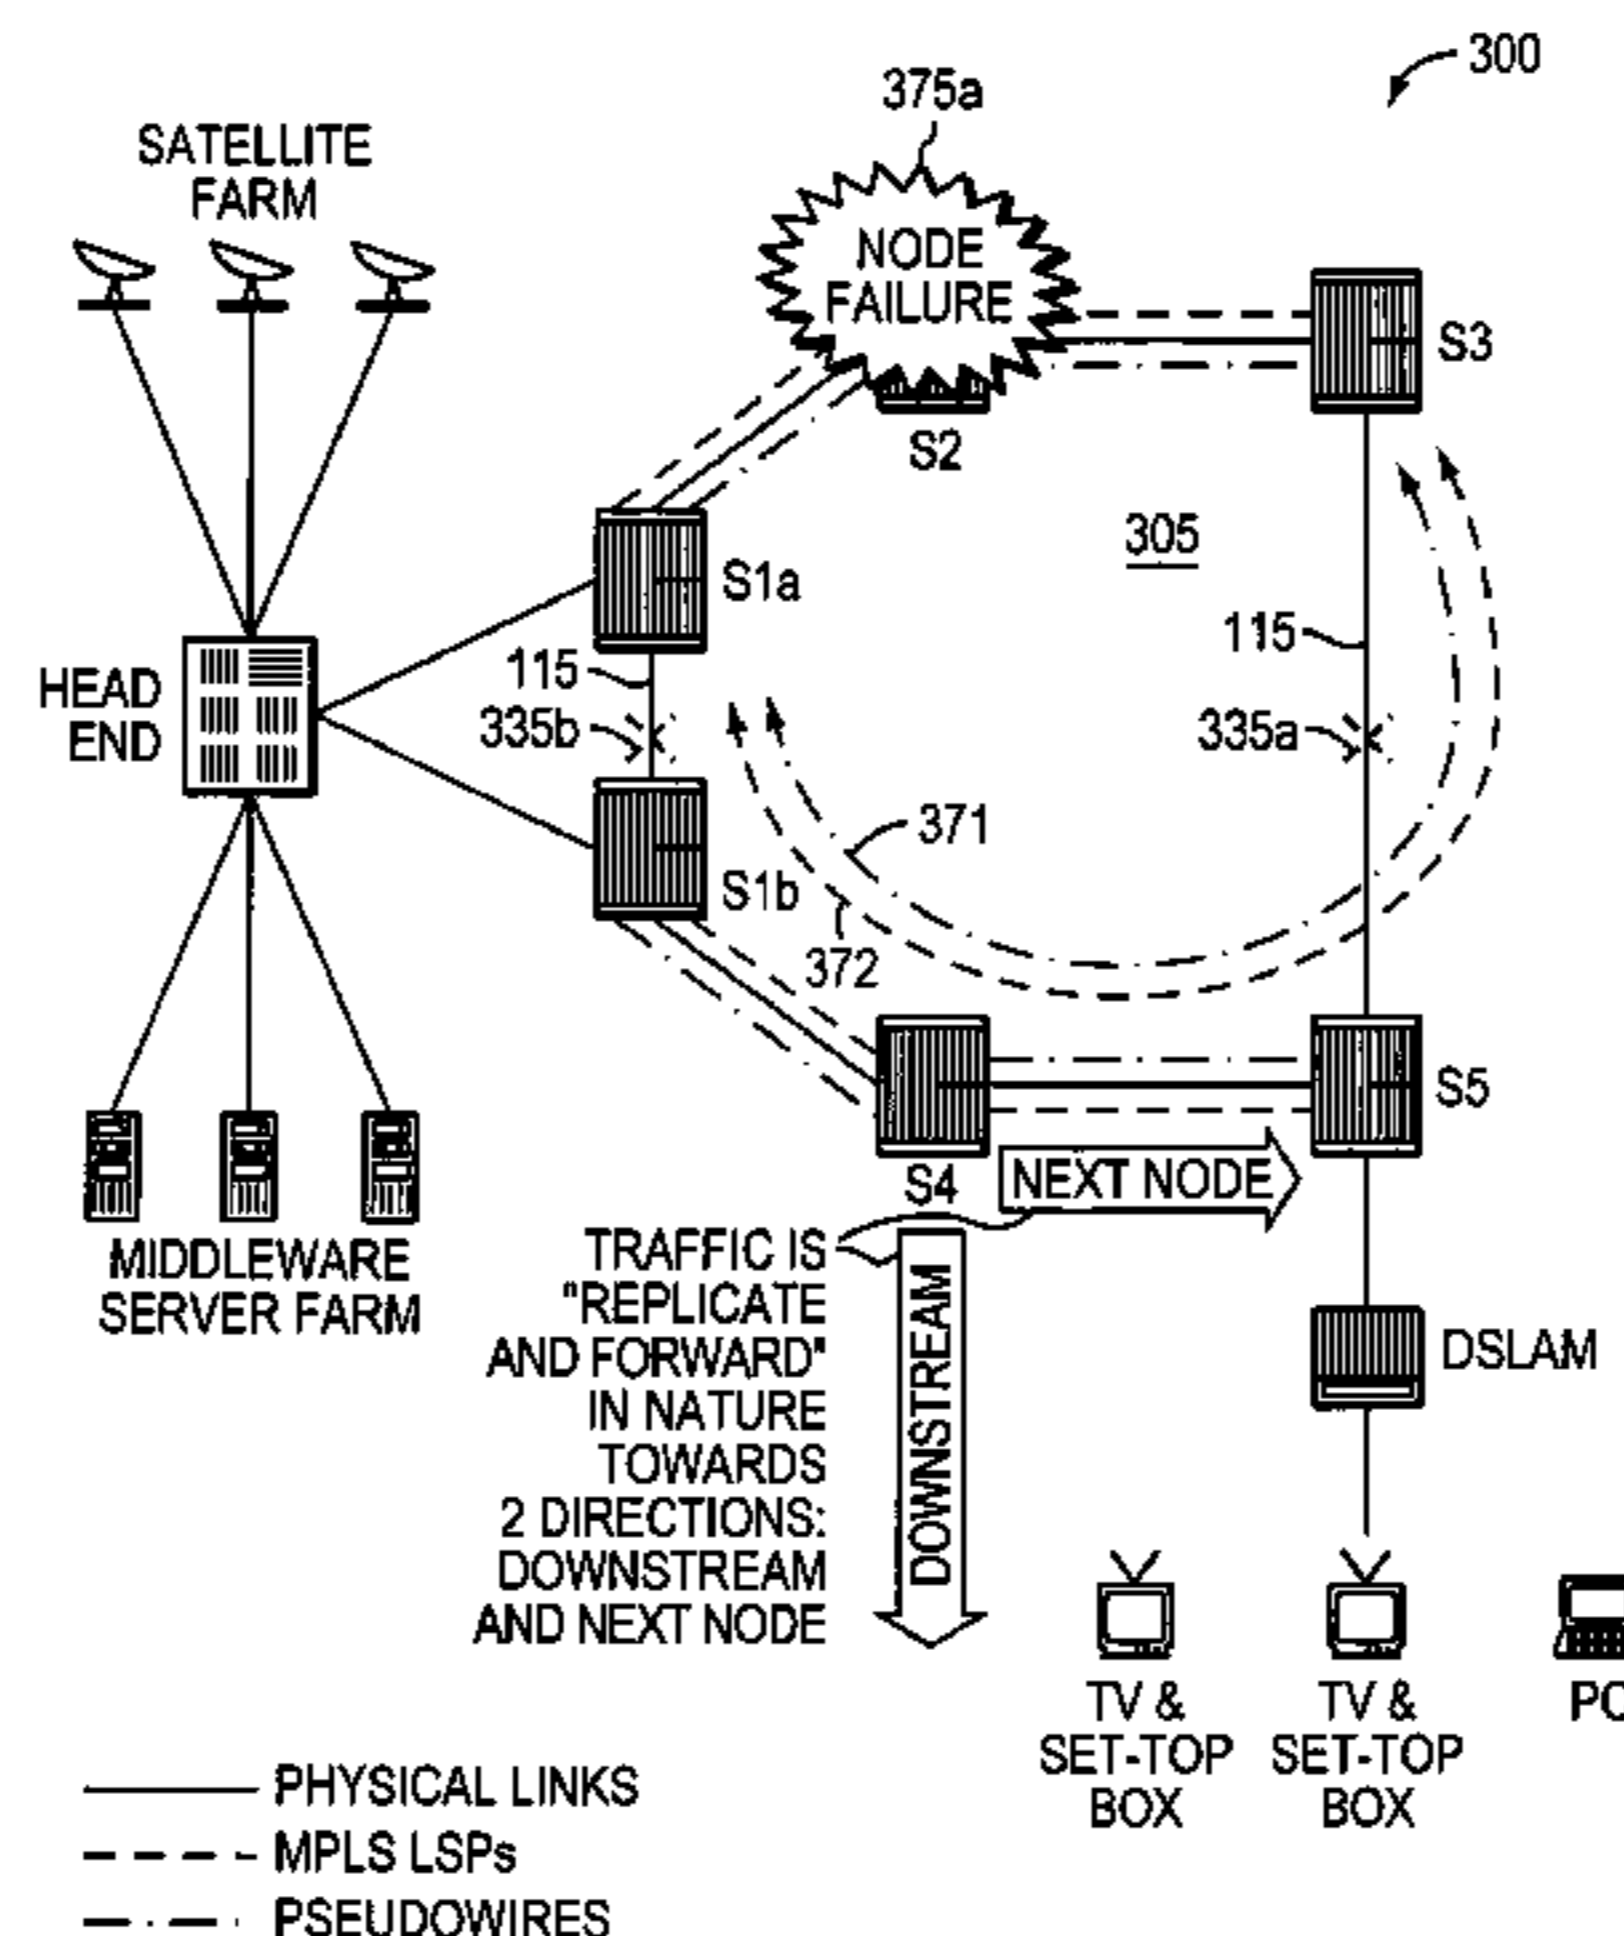 300
375a
SATELLITE
FARM
NODE
FAILURE
S3
S2
305
S1a
115
115
HEAD
END
335b
335a
371
S1b
372
S5
S4
NEXT NODE
TRAFFIC IS
"REPLICATE
AND FORWARD"
IN NATURE
TOWARDS
2 DIRECTIONS:
DOWNSTREAM
AND NEXT NODE
DOWNSTREAM
MIDDLEWARE
SERVER FARM
DSLAM
TV &
SET-TOP
BOX
TV &
SET-TOP
BOX
PC
PHYSICAL LINKS
MPLS LSPs
PSEUDOWIRES